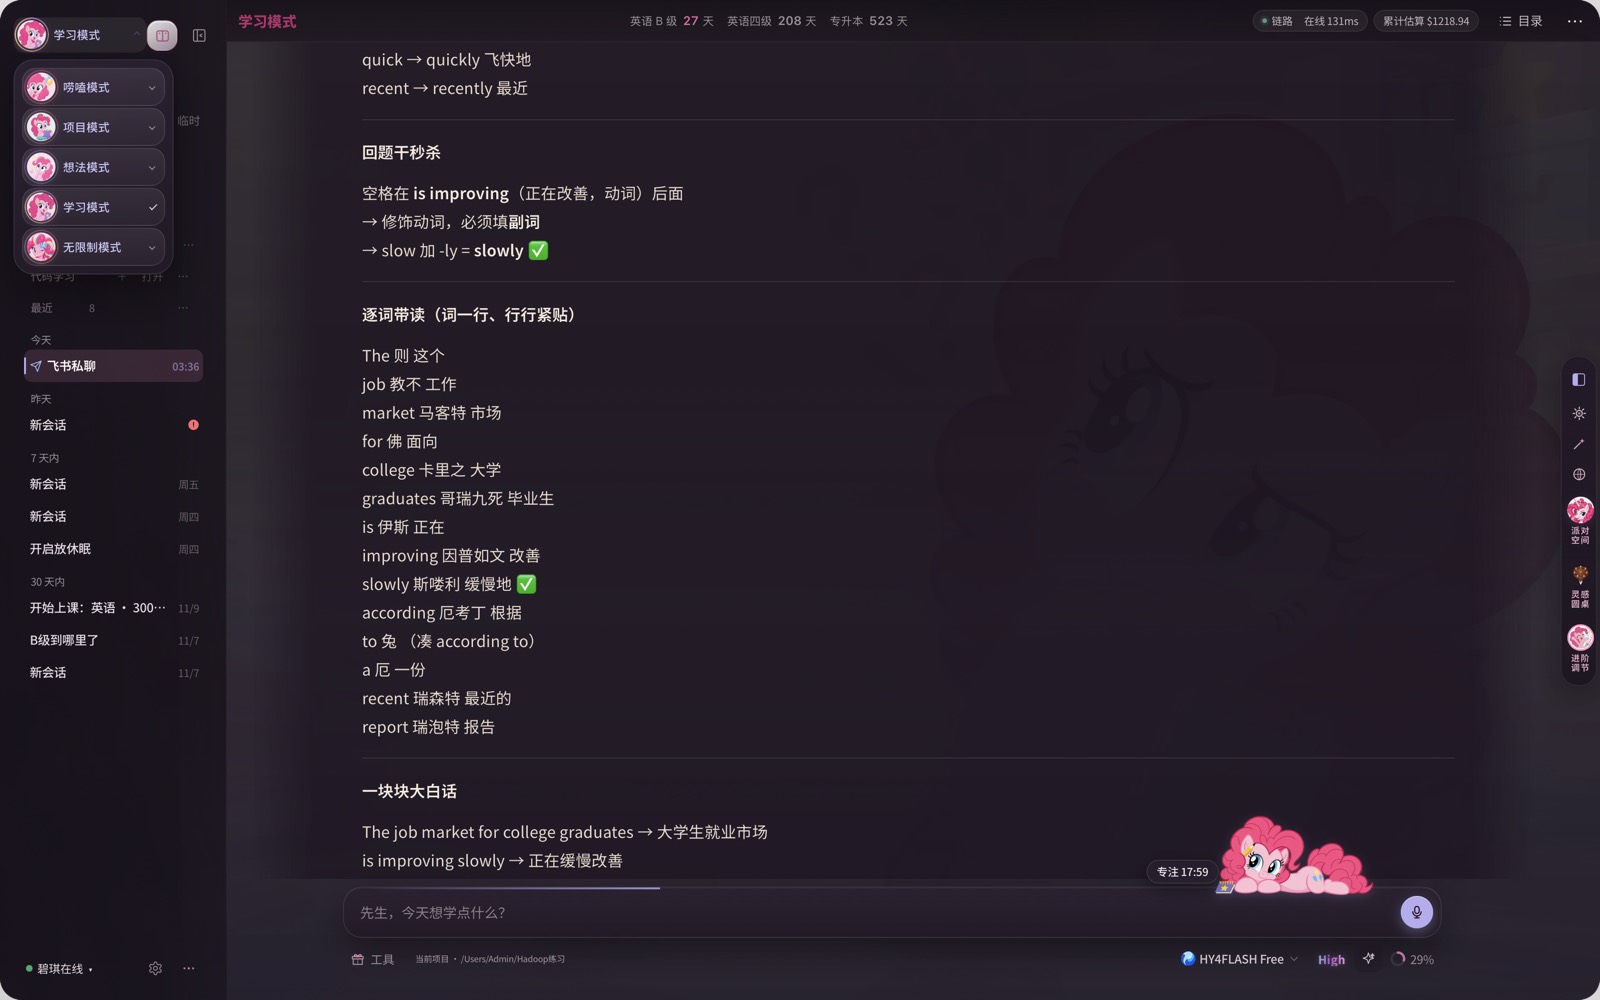 学习模式
唠嗑模式
项目模式
想法模式
学习模式
无限制模式
临时
代码学习 + 打开 ···
最近 8 ···
今天
飞书私聊 03:36
昨天
新会话
7 天内
新会话 周五
新会话 周四
开启放休眠 周四
30 天内
开始上课：英语 · 300··· 11/9
B级到哪里了 11/7
新会话 11/7
碧琪在线
学习模式
英语 B 级 27 天 英语四级 208 天 专升本 523 天
链路 在线 131ms
累计估算 $1218.94
目录
quick → quickly 飞快地
recent → recently 最近
回题干秒杀
空格在 is improving（正在改善，动词）后面
→ 修饰动词，必须填副词
→ slow 加 -ly = slowly ✅
逐词带读（词一行、行行紧贴）
The 则 这个
job 教不 工作
market 马客特 市场
for 佛 面向
college 卡里之 大学
graduates 哥瑞九死 毕业生
is 伊斯 正在
improving 因普如文 改善
slowly 斯喽利 缓慢地 ✅
according 厄考丁 根据
to 兔 （凑 according to）
a 厄 一份
recent 瑞森特 最近的
report 瑞泡特 报告
一块块大白话
The job market for college graduates → 大学生就业市场
is improving slowly → 正在缓慢改善
专注 17:59
先生，今天想学点什么？
工具
当前项目 · /Users/Admin/Hadoop练习
HY4FLASH Free
High
29%
派对
空间
灵感
圆桌
进阶
调节